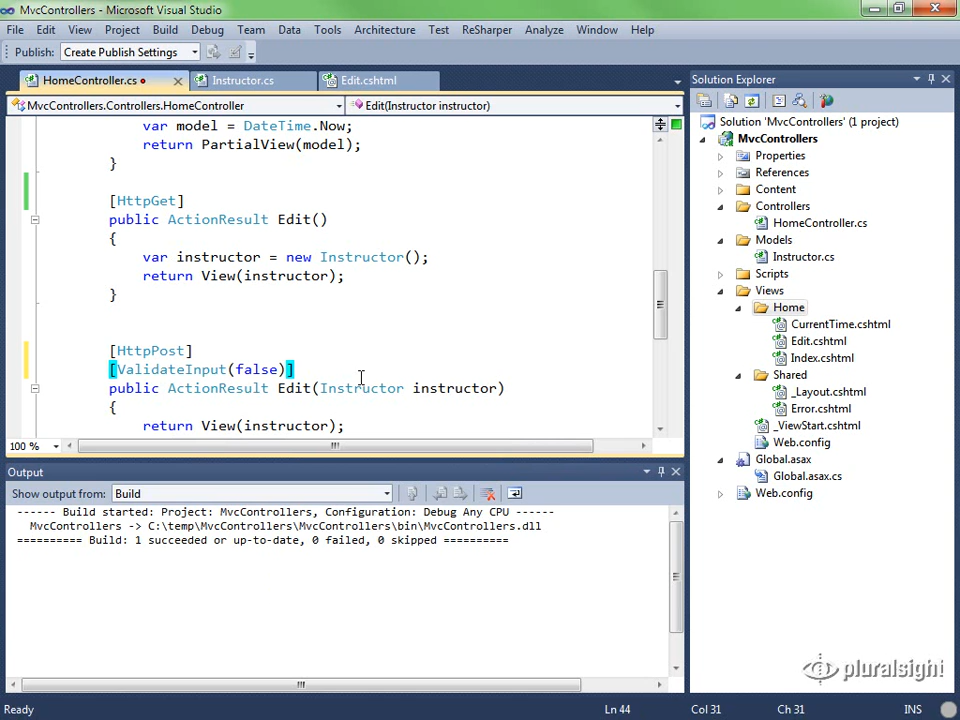 MvcControllers - Microsoft Visual Studio
File Edit View Project Build Debug Team Data Tools Architecture Test ReSharper Analyze Window Help
Publish: Create Publish Settings
HomeController.cs Instructor.cs Edit.cshtml
MvcControllers.Controllers.HomeController Edit(Instructor instructor)
var model = DateTime.Now;
return PartialView(model);
}
[HttpGet]
public ActionResult Edit()
{
var instructor = new Instructor();
return View(instructor);
}
[HttpPost]
[ValidateInput(false)]
public ActionResult Edit(Instructor instructor)
{
return View(instructor);
100 %
Output
Show output from: Build
------ Build started: Project: MvcControllers, Configuration: Debug Any CPU ------
MvcControllers -> C:\temp\MvcControllers\MvcControllers\bin\MvcControllers.dll
========== Build: 1 succeeded or up-to-date, 0 failed, 0 skipped ==========
Solution Explorer
Solution 'MvcControllers' (1 project)
MvcControllers
Properties
References
Content
Controllers
HomeController.cs
Models
Instructor.cs
Scripts
Views
Home
CurrentTime.cshtml
Edit.cshtml
Index.cshtml
Shared
_Layout.cshtml
Error.cshtml
_ViewStart.cshtml
Web.config
Global.asax
Global.asax.cs
Web.config
pluralsight
Ready Ln 44 Col 31 Ch 31 INS